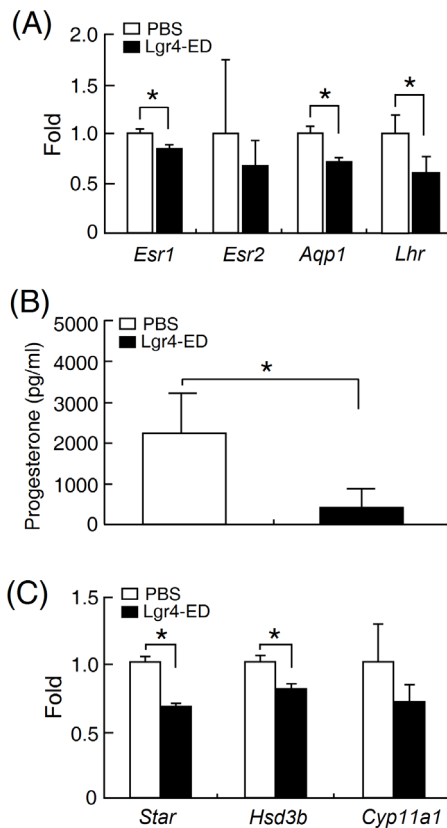 (A)
PBS
Lgr4-ED
Fold
2.0
1.5
1.0
0.5
0
*
*
*
Esr1 Esr2 Aqp1 Lhr
(B)
PBS
Lgr4-ED
Progesterone (pg/ml)
5000
4000
3000
2000
1000
0
*
(C)
PBS
Lgr4-ED
Fold
1.5
1.0
0.5
0
*
*
Star Hsd3b Cyp11a1